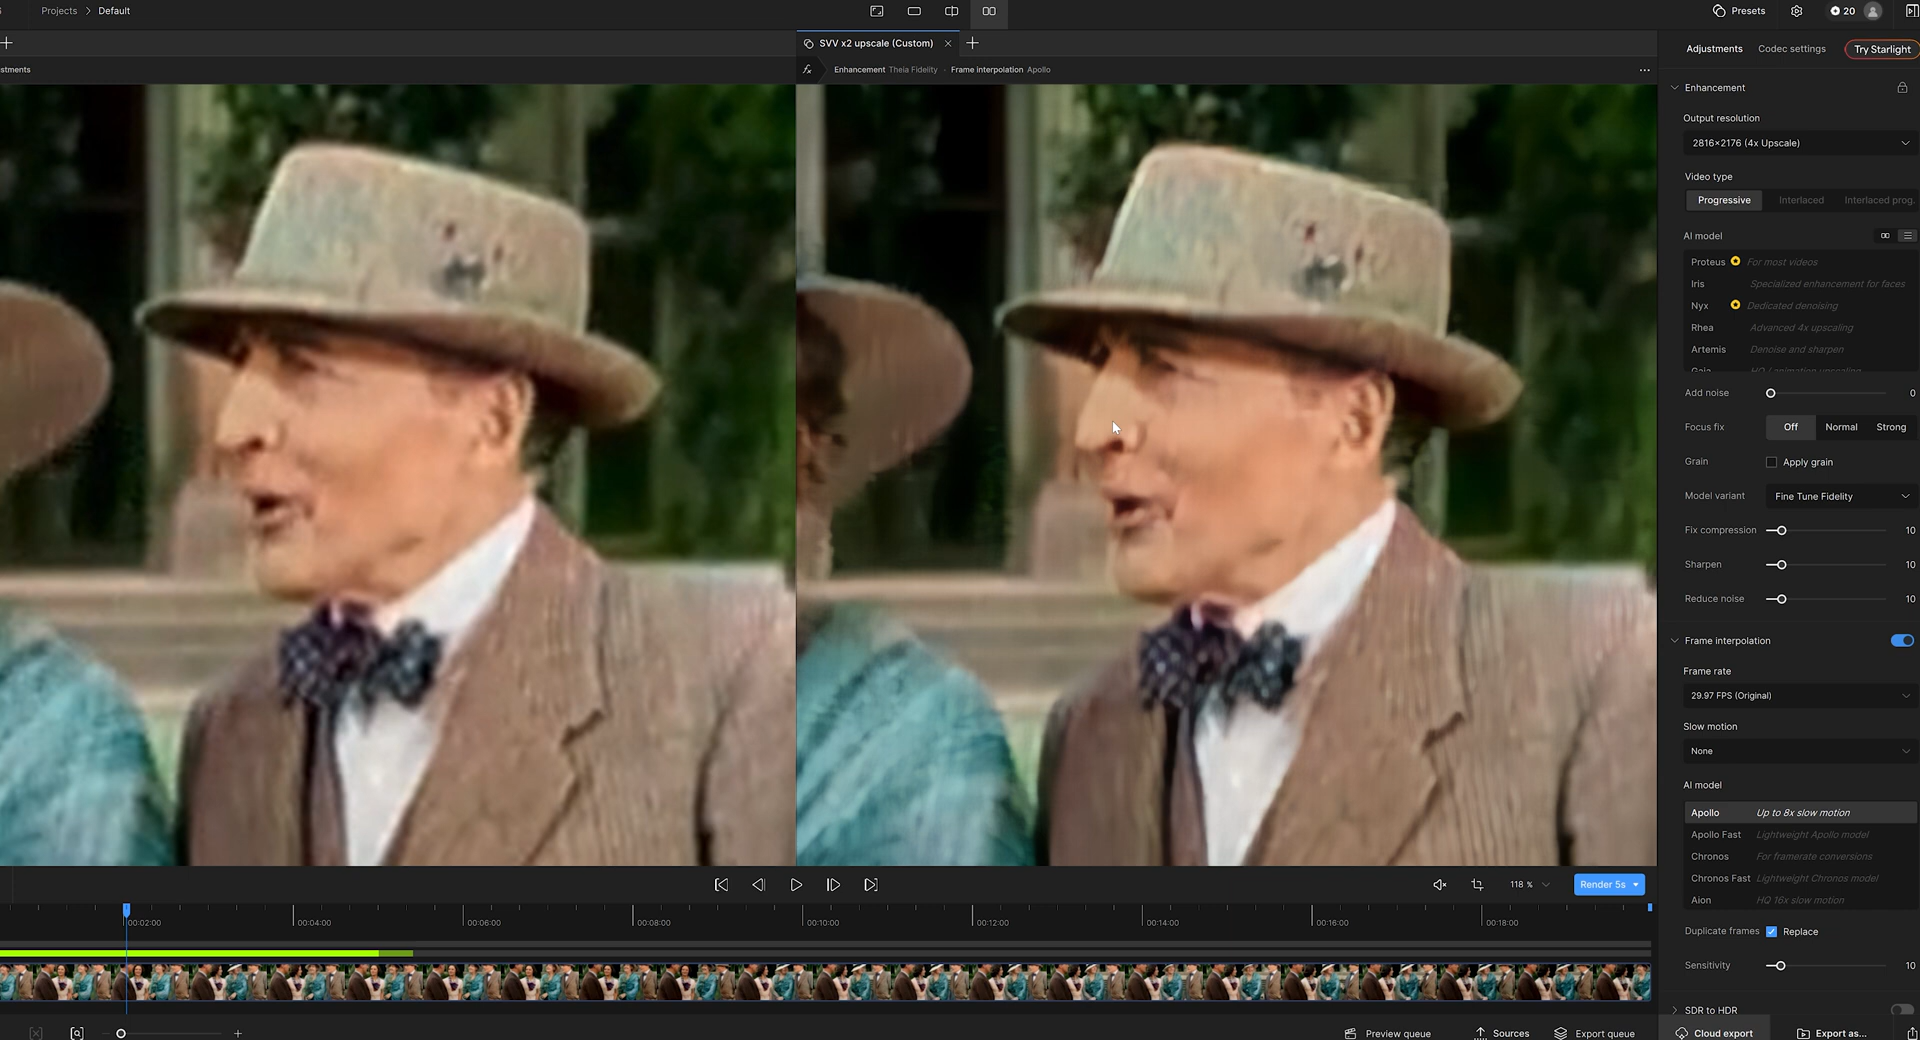 Projects > Default
Presets
20
SVV x2 upscale (Custom)
Adjustments Codec settings Try Starlight
stments
fx Enhancement Theia Fidelity · Frame interpolation Apollo
Enhancement
Output resolution
2816×2176 (4x Upscale)
Video type
Progressive Interlaced Interlaced prog.
AI model
Proteus For most videos
Iris Specialized enhancement for faces
Nyx Dedicated denoising
Rhea Advanced 4x upscaling
Artemis Denoise and sharpen
Gaia HQ / animation upscaling
Add noise 0
Focus fix Off Normal Strong
Grain Apply grain
Model variant Fine Tune Fidelity
Fix compression 10
Sharpen 10
Reduce noise 10
Frame interpolation
Frame rate
29.97 FPS (Original)
Slow motion
None
AI model
Apollo Up to 8x slow motion
Apollo Fast Lightweight Apollo model
Chronos For framerate conversions
Chronos Fast Lightweight Chronos model
Aion HQ 16x slow motion
Duplicate frames Replace
Sensitivity 10
SDR to HDR
118 % Render 5s
00:02:00 00:04:00 00:06:00 00:08:00 00:10:00 00:12:00 00:14:00 00:16:00 00:18:00
Preview queue Sources Export queue Cloud export Export as...